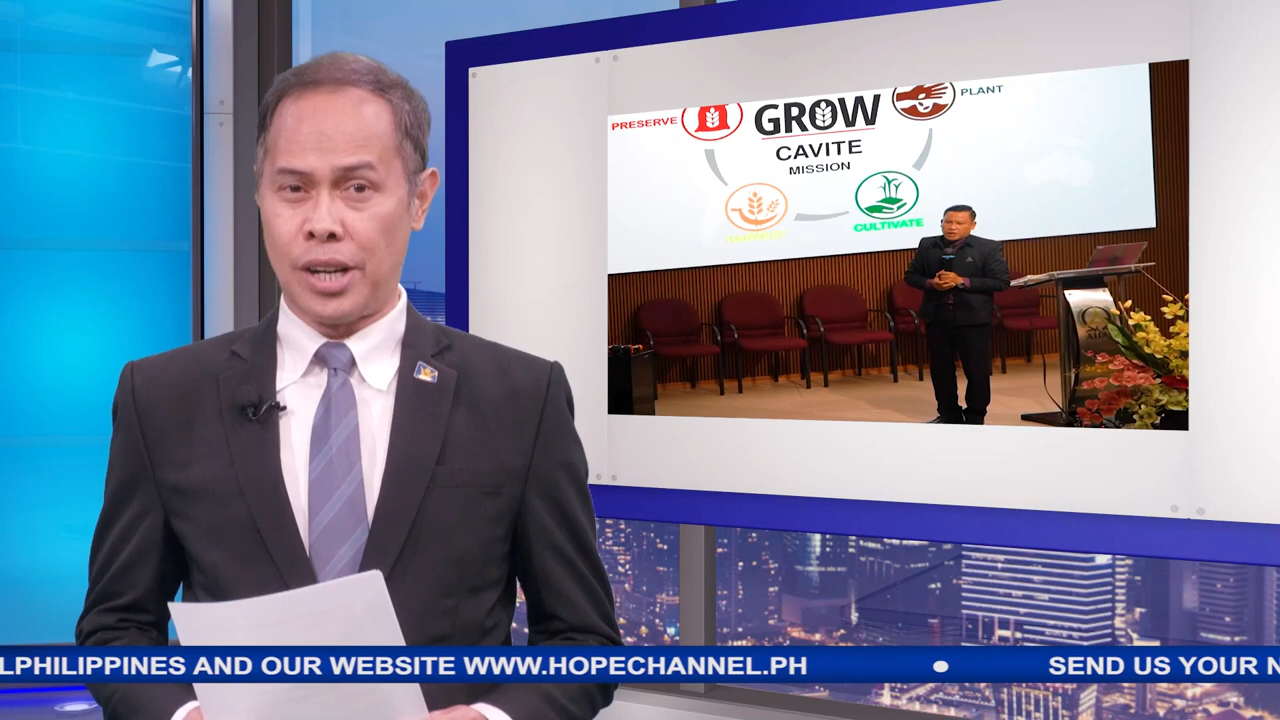 PRESERVE
GROW
PLANT
CAVITE
MISSION
CULTIVATE
LPHILIPPINES AND OUR WEBSITE WWW.HOPECHANNEL.PH
SEND US YOUR N